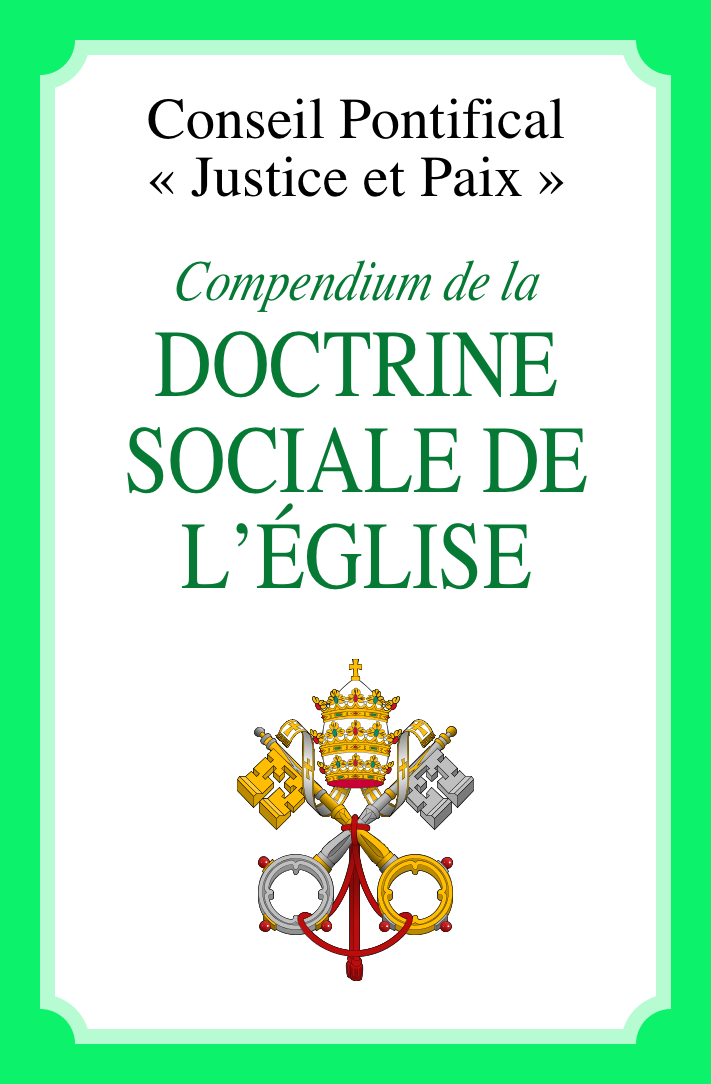 Conseil Pontifical
« Justice et Paix »
Compendium de la
DOCTRINE
SOCIALE DE
L’ÉGLISE